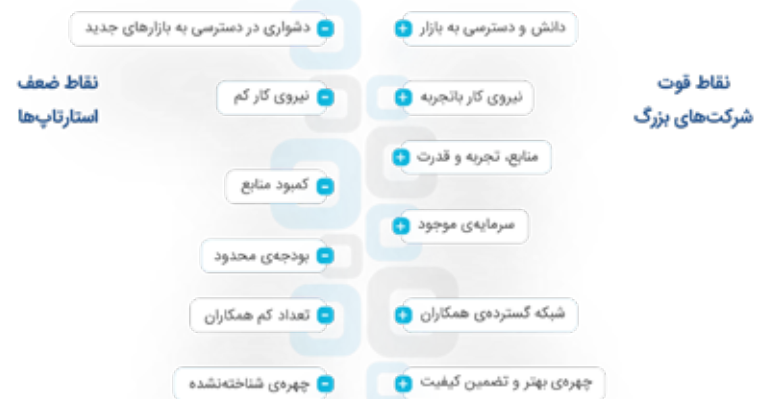 نقاط قوت
شرکت‌های بزرگ
دانش و دسترسی به بازار
نیروی کار باتجربه
منابع، تجربه و قدرت
سرمایه‌ی موجود
شبکه گسترده‌ی همکاران
چهره‌ی بهتر و تضمین کیفیت
دشواری در دسترسی به بازارهای جدید
نیروی کار کم
کمبود منابع
بودجه‌ی محدود
تعداد کم همکاران
چهره‌ی شناخته‌نشده
نقاط ضعف
استارتاپ‌ها